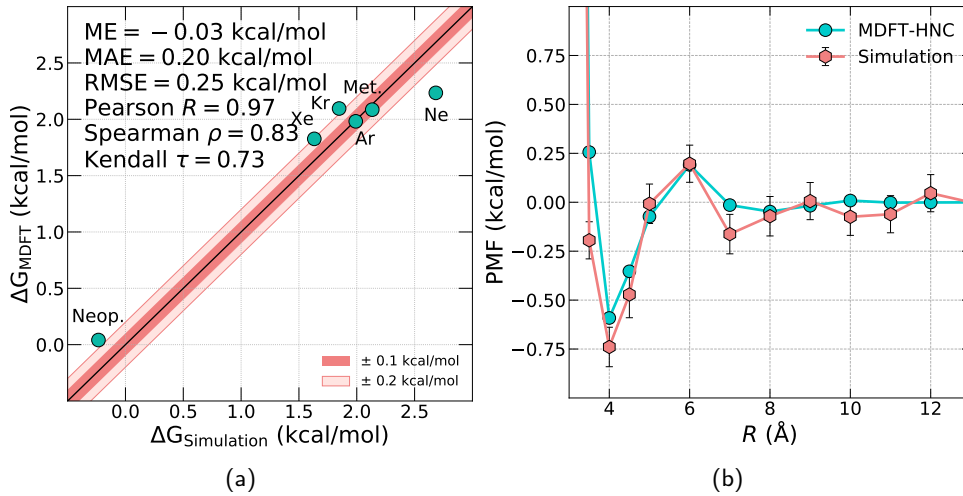 ME = − 0.03 kcal/mol
MAE = 0.20 kcal/mol
RMSE = 0.25 kcal/mol
Pearson R = 0.97
Spearman ρ = 0.83
Kendall τ = 0.73
Met.
Kr
Xe
Ne
Ar
Neop.
± 0.1 kcal/mol
± 0.2 kcal/mol
2.5
2.0
1.5
1.0
0.5
0.0
ΔG_MDFT (kcal/mol)
0.0 0.5 1.0 1.5 2.0 2.5
ΔG_Simulation (kcal/mol)
(a)
MDFT-HNC
Simulation
0.75
0.50
0.25
0.00
−0.25
−0.50
−0.75
PMF (kcal/mol)
4 6 8 10 12
R (Å)
(b)